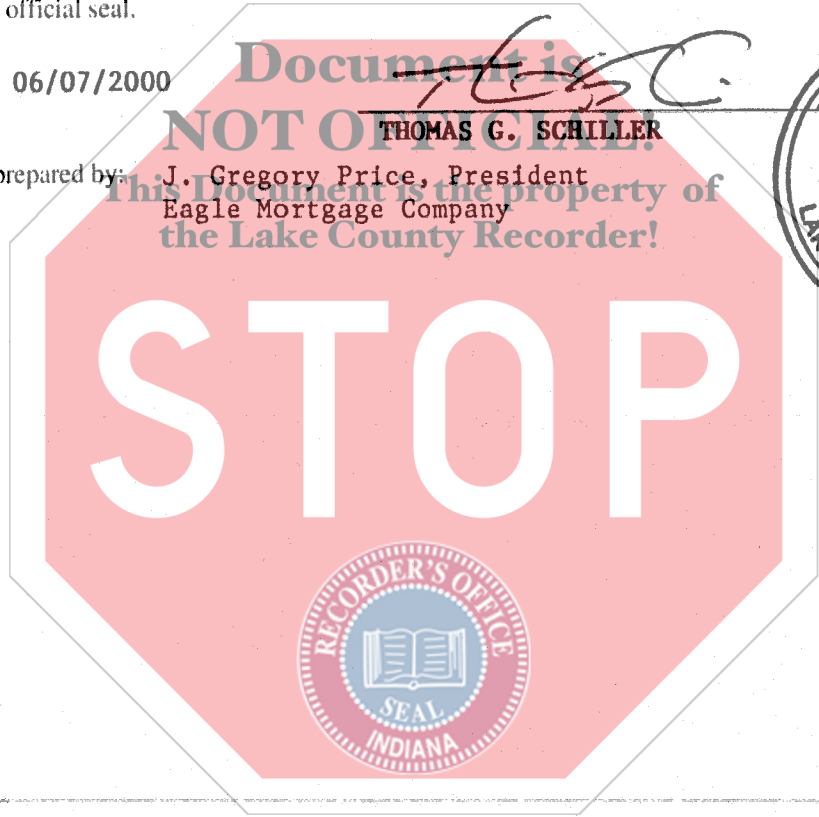 official seal.
Document is
06/07/2000
NOT OFFICIAL!
THOMAS G. SCHILLER
prepared by: J. Gregory Price, President
This Document is the property of
Eagle Mortgage Company
the Lake County Recorder!
STOP
RECORDER'S OFFICE
SEAL
INDIANA